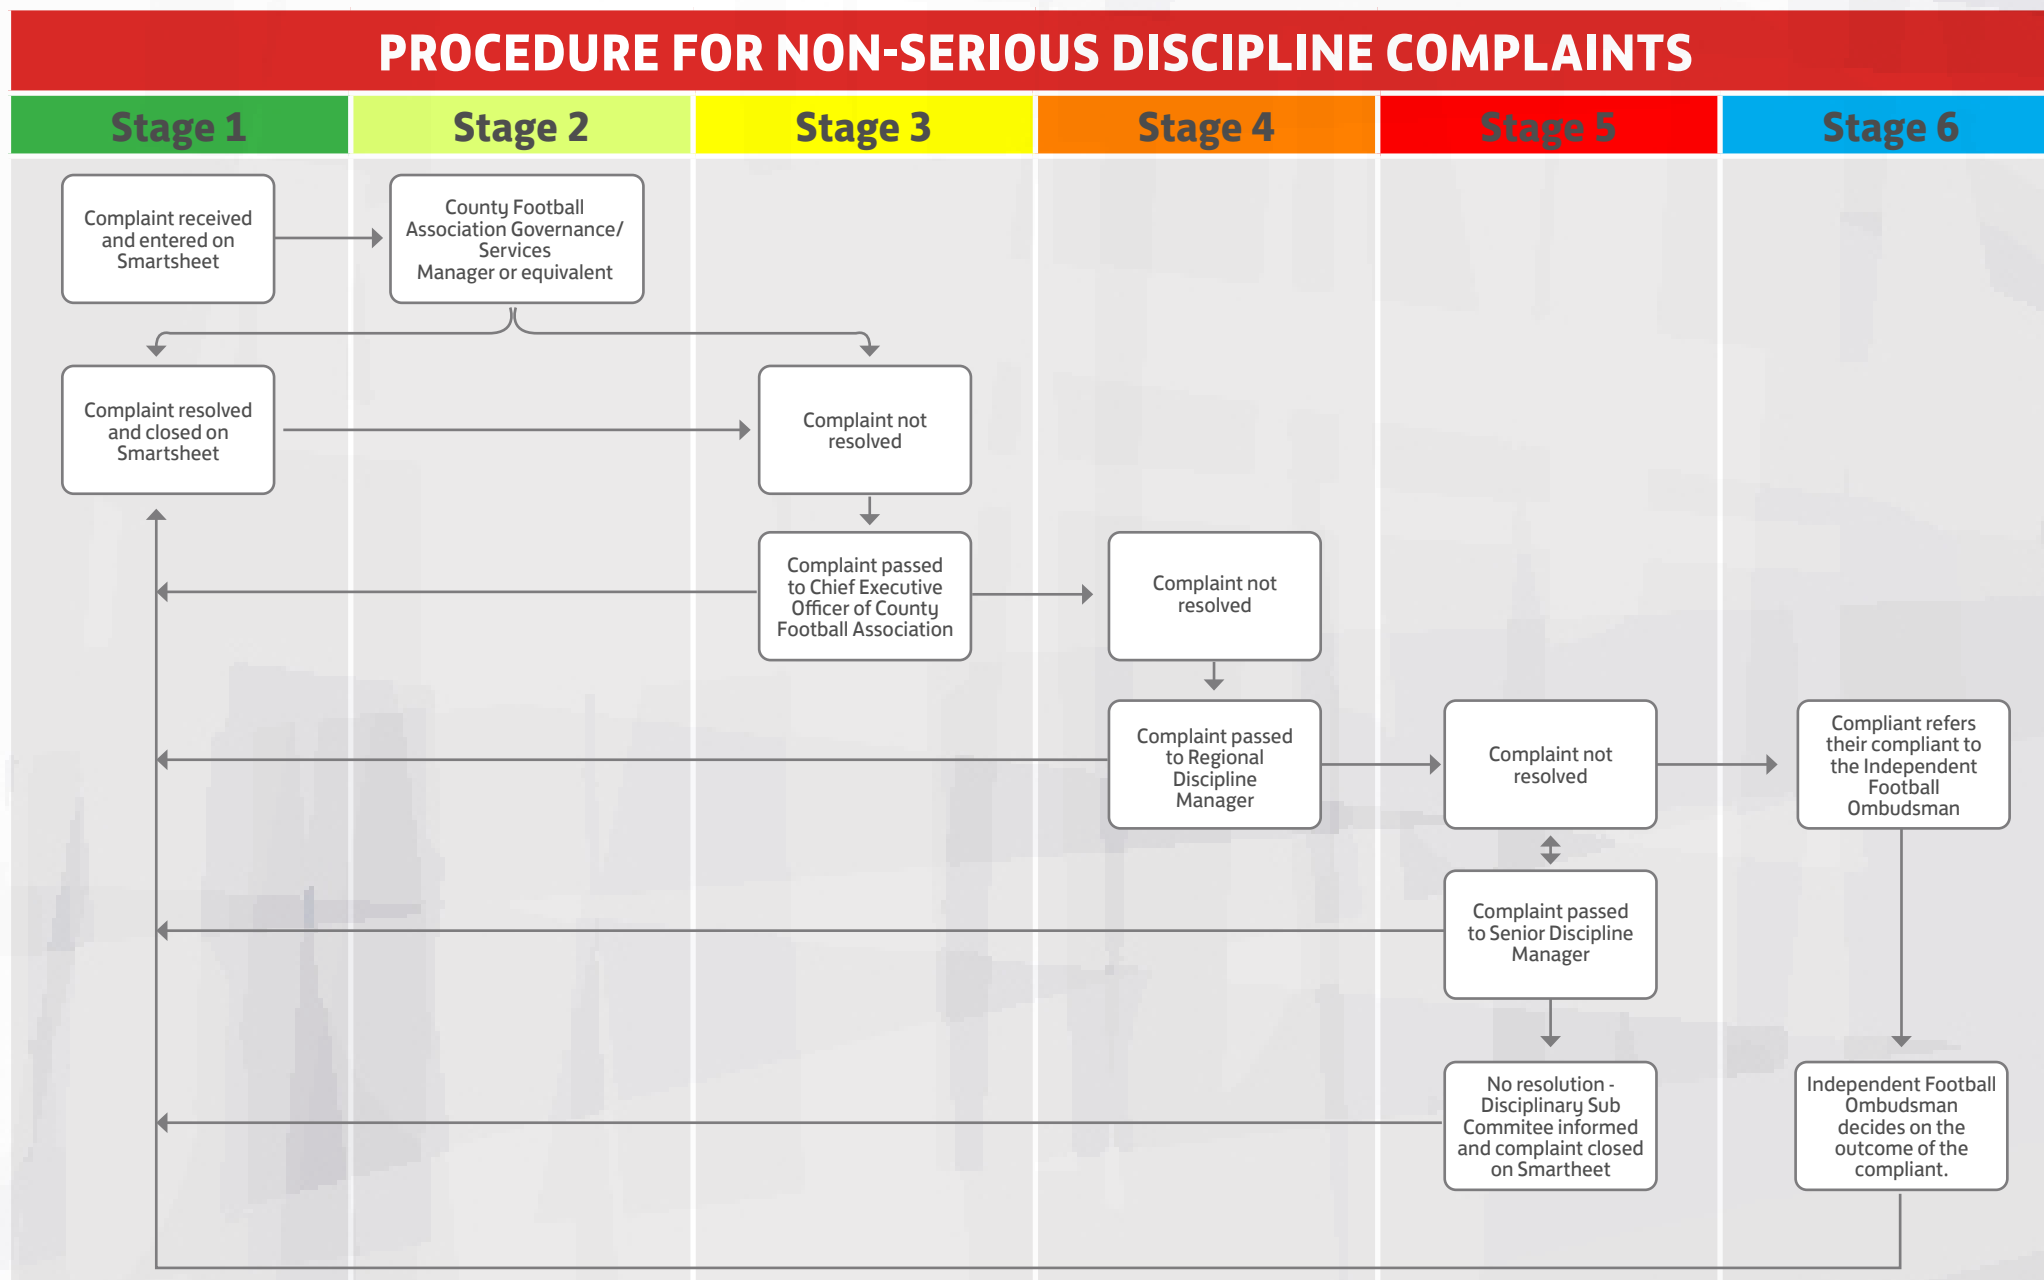 PROCEDURE FOR NON-SERIOUS DISCIPLINE COMPLAINTS
Stage 1
Stage 2
Stage 3
Stage 4
Stage 5
Stage 6
Complaint received
and entered on
Smartsheet
County Football
Association Governance/
Services
Manager or equivalent
Complaint resolved
and closed on
Smartsheet
Complaint not
resolved
Complaint passed
to Chief Executive
Officer of County
Football Association
Complaint not
resolved
Complaint passed
to Regional
Discipline
Manager
Complaint not
resolved
Compliant refers
their compliant to
the Independent
Football
Ombudsman
Complaint passed
to Senior Discipline
Manager
No resolution -
Disciplinary Sub
Commitee informed
and complaint closed
on Smartheet
Independent Football
Ombudsman
decides on the
outcome of the
compliant.